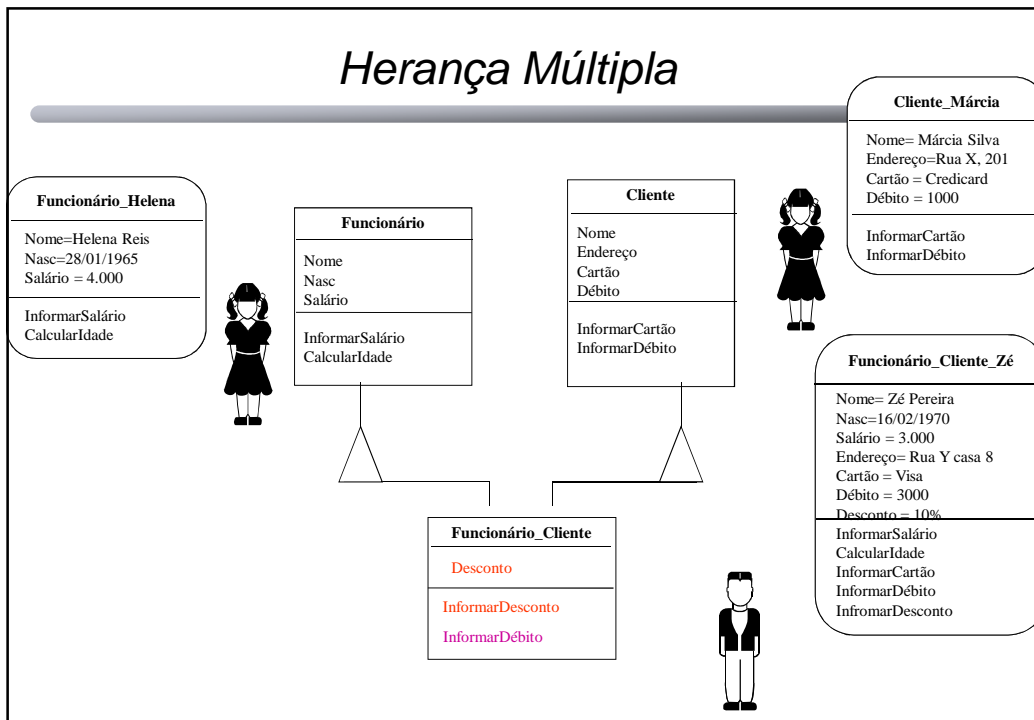 Herança Múltipla
Cliente_Márcia
Nome= Márcia Silva
Endereço=Rua X, 201
Cartão = Credicard
Débito = 1000
InformarCartão
InformarDébito
Funcionário_Helena
Nome=Helena Reis
Nasc=28/01/1965
Salário = 4.000
InformarSalário
CalcularIdade
Funcionário
Nome
Nasc
Salário
InformarSalário
CalcularIdade
Cliente
Nome
Endereço
Cartão
Débito
InformarCartão
InformarDébito
Funcionário_Cliente_Zé
Nome= Zé Pereira
Nasc=16/02/1970
Salário = 3.000
Endereço= Rua Y casa 8
Cartão = Visa
Débito = 3000
Desconto = 10%
InformarSalário
CalcularIdade
InformarCartão
InformarDébito
InfromarDesconto
Funcionário_Cliente
Desconto
InformarDesconto
InformarDébito